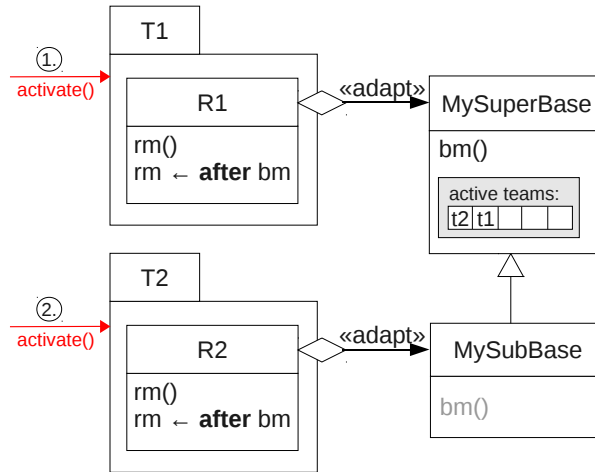 T1
1.
activate()
R1
rm()
rm ← after bm
«adapt»
MySuperBase
bm()
active teams:
t2 t1
T2
2.
activate()
R2
rm()
rm ← after bm
«adapt»
MySubBase
bm()